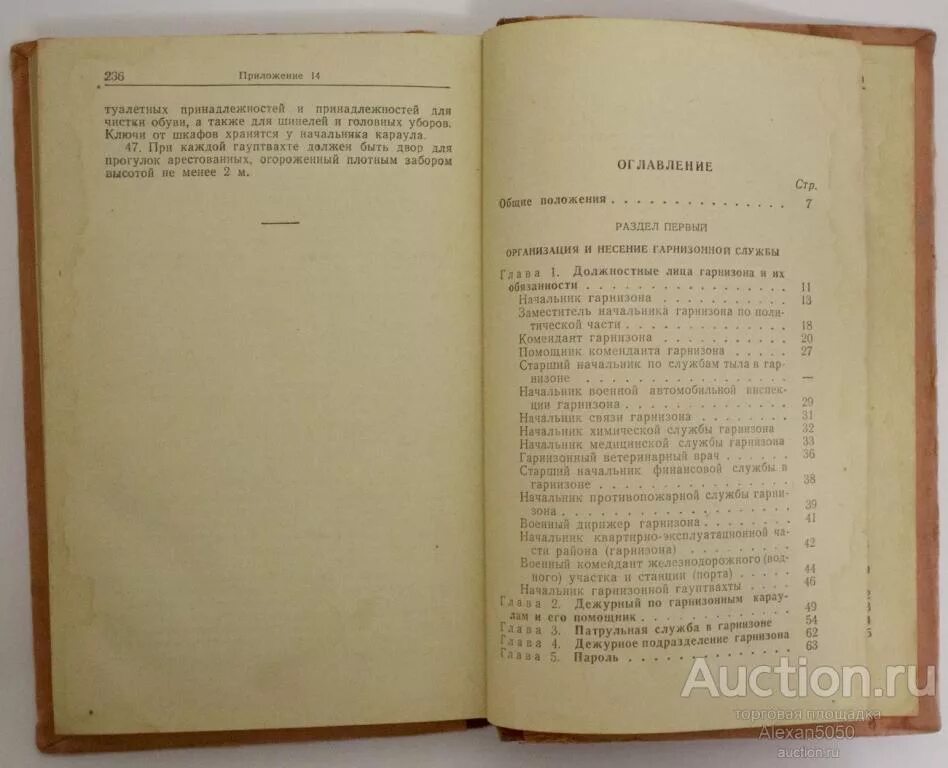 236
Приложение 14
туалетных принадлежностей и принадлежностей для
чистки обуви, а также для шинелей и головных уборов.
Ключи от шкафов хранятся у начальника караула.
47. При каждой гауптвахте должен быть двор для
прогулок арестованных, огороженный плотным забором
высотой не менее 2 м.
ОГЛАВЛЕНИЕ
Стр.
Общие положения . . . . . . . . . . . . . . 7
РАЗДЕЛ ПЕРВЫЙ
ОРГАНИЗАЦИЯ И НЕСЕНИЕ ГАРНИЗОННОЙ СЛУЖБЫ
Глава 1. Должностные лица гарнизона и их
обязанности . . . . . . . . . . . . . . . 11
Начальник гарнизона . . . . . . . . . . 13
Заместитель начальника гарнизона по поли-
тической части . . . . . . . . . . . . 18
Комендант гарнизона . . . . . . . . . . 20
Помощник коменданта гарнизона . . . . . 27
Старший начальник по службам тыла в гар-
низоне . . . . . . . . . . . . . . . —
Начальник военной автомобильной инспек-
ции гарнизона . . . . . . . . . . . . 29
Начальник связи гарнизона . . . . . . . 31
Начальник химической службы гарнизона 32
Начальник медицинской службы гарнизона 33
Гарнизонный ветеринарный врач . . . . . 36
Старший начальник финансовой службы в
гарнизоне . . . . . . . . . . . . . . 38
Начальник противопожарной службы гарни-
зона . . . . . . . . . . . . . . . . 39
Военный дирижер гарнизона . . . . . . . 41
Начальник квартирно-эксплуатационной ча-
ста района (гарнизона) . . . . . . . . 42
Военный комендант железнодорожного (вод-
ного) участка и станции (порта) . . . . 44
Начальник гарнизонной гауптвахты . . . . 46
Глава 2. Дежурный по гарнизонным карау-
лам и его помощник . . . . . . . . . . . 49
Глава 3. Патрульная служба в гарнизоне 54
Глава 4. Дежурное подразделение гарнизона 62
Глава 5. Пароль . . . . . . . . . . . . 63
Auction.ru
торговая площадка
Alexan5050
auction.ru